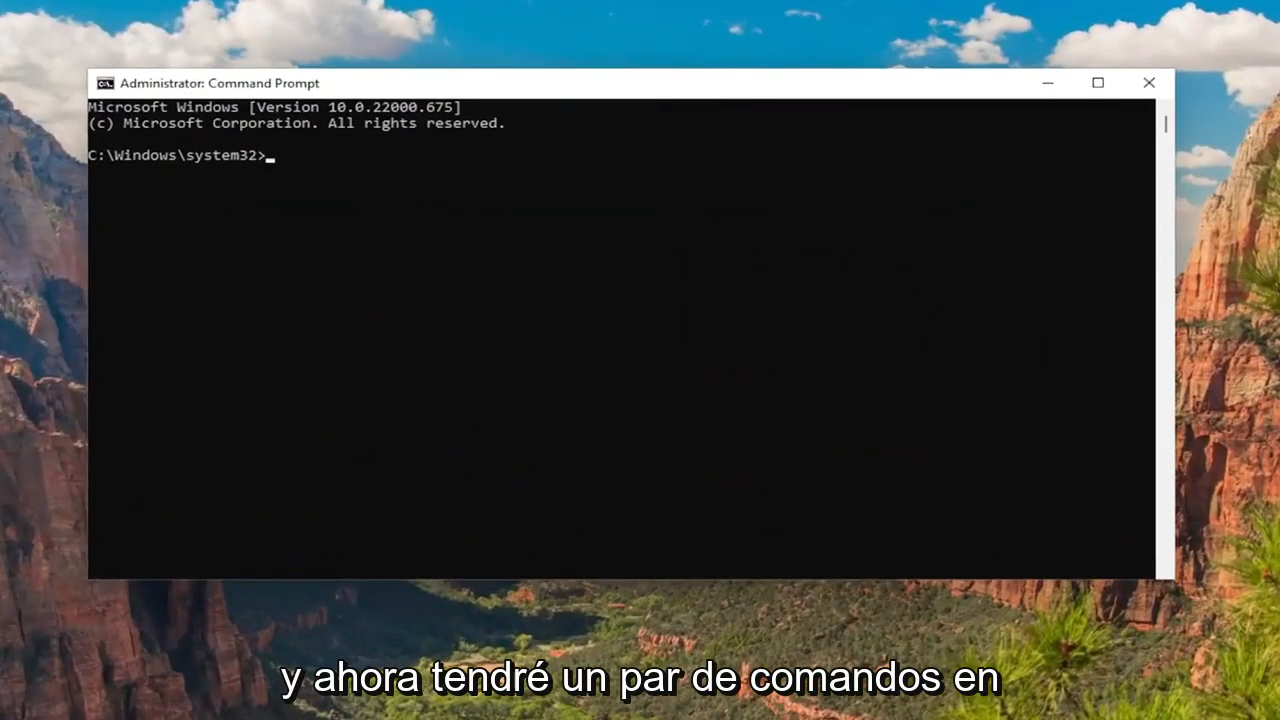 Administrator: Command Prompt
Microsoft Windows [Version 10.0.22000.675]
(c) Microsoft Corporation. All rights reserved.
C:\Windows\system32>_
y ahora tendré un par de comandos en